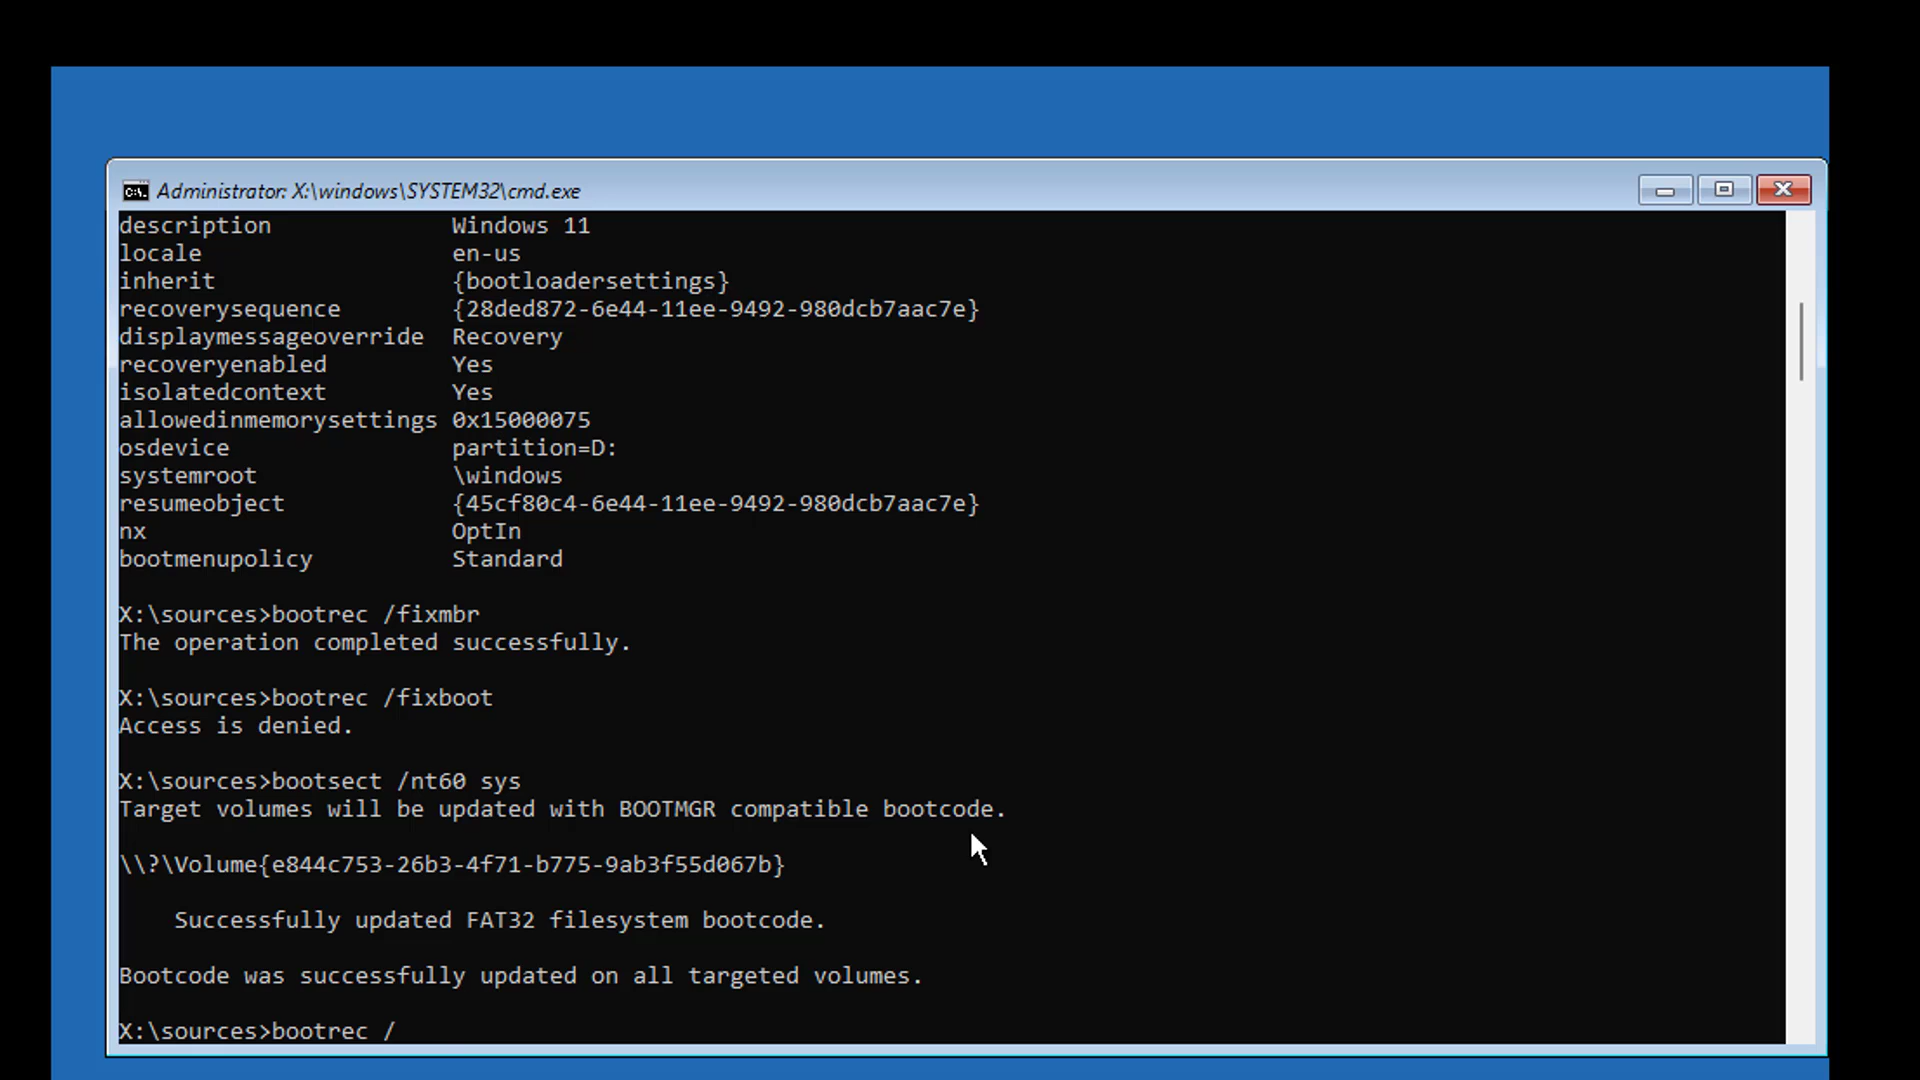 Administrator: X:\windows\SYSTEM32\cmd.exe
description Windows 11
locale en-us
inherit {bootloadersettings}
recoverysequence {28ded872-6e44-11ee-9492-980dcb7aac7e}
displaymessageoverride Recovery
recoveryenabled Yes
isolatedcontext Yes
allowedinmemorysettings 0x15000075
osdevice partition=D:
systemroot \windows
resumeobject {45cf80c4-6e44-11ee-9492-980dcb7aac7e}
nx OptIn
bootmenupolicy Standard
X:\sources>bootrec /fixmbr
The operation completed successfully.
X:\sources>bootrec /fixboot
Access is denied.
X:\sources>bootsect /nt60 sys
Target volumes will be updated with BOOTMGR compatible bootcode.
\\?\Volume{e844c753-26b3-4f71-b775-9ab3f55d067b}
Successfully updated FAT32 filesystem bootcode.
Bootcode was successfully updated on all targeted volumes.
X:\sources>bootrec /